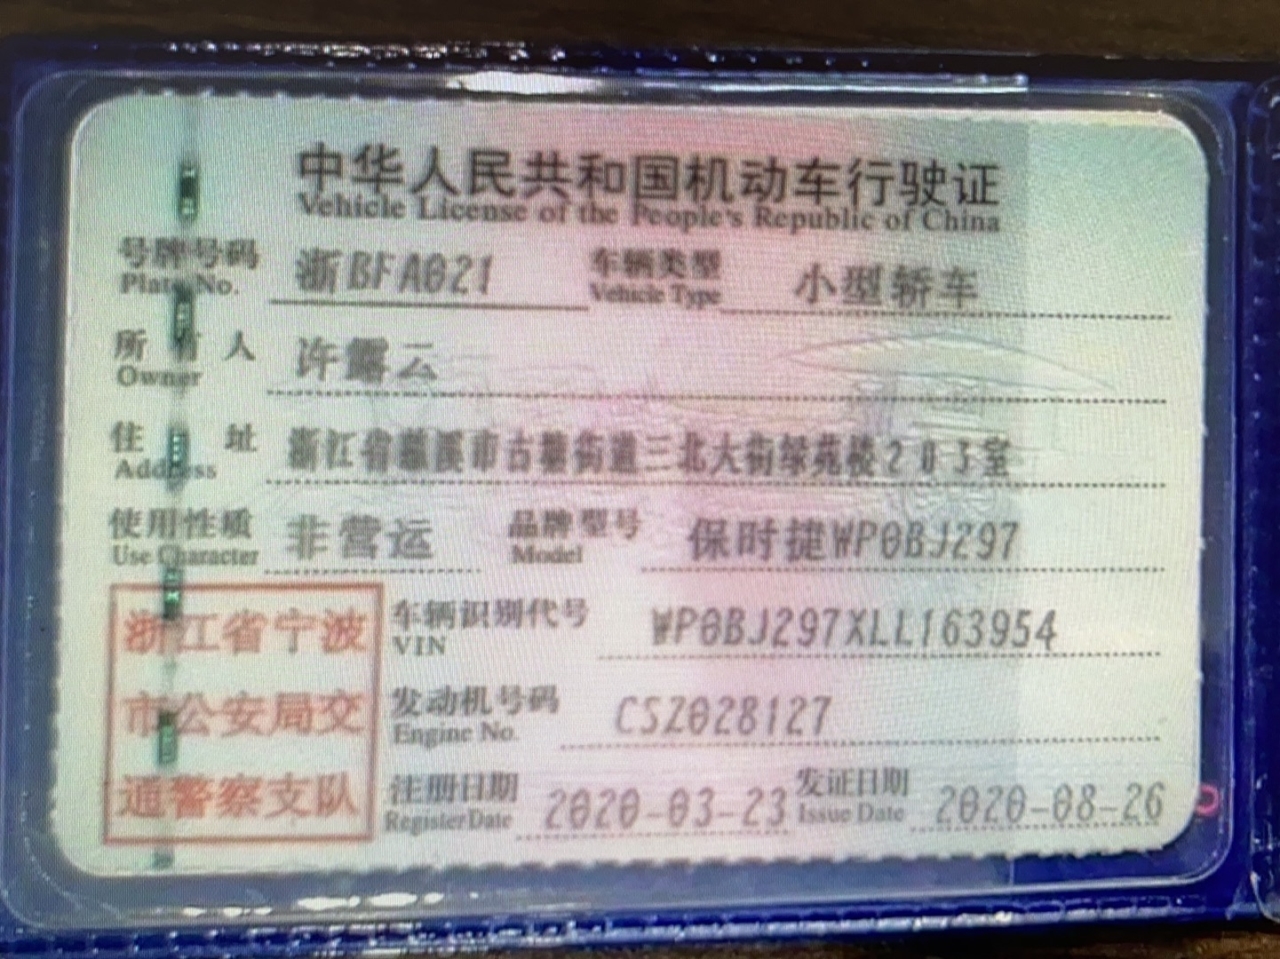 中华人民共和国机动车行驶证
Vehicle License of the People's Republic of China
号牌号码 浙BFA021 车辆类型 小型轿车
Plate No. Vehicle Type
所有人 许露云
Owner
住址 浙江省慈溪市古塘街道三北大街绿苑楼203室
Address
使用性质 非营运 品牌型号 保时捷WP0BJ297
Use Character Model
浙江省宁波
市公安局交
通警察支队
车辆识别代号 WP0BJ297XLL163954
VIN
发动机号码 CSZ028127
Engine No.
注册日期 2020-03-23 发证日期 2020-08-26
Register Date Issue Date